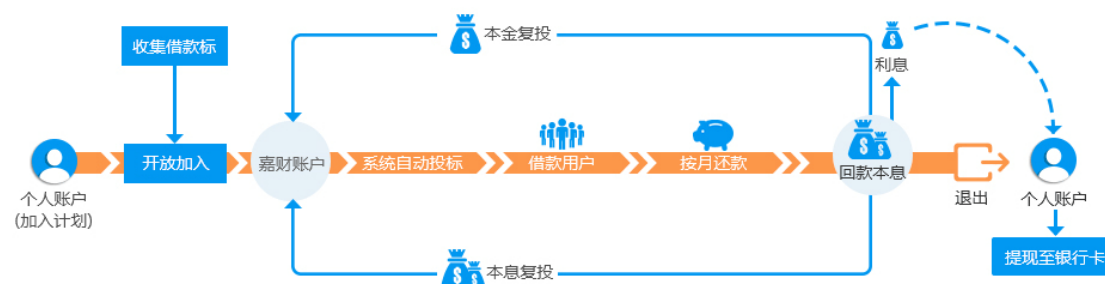 本金复投
收集借款标
利息
开放加入
嘉财账户
系统自动投标
借款用户
按月还款
回款本息
个人账户
(加入计划)
退出
个人账户
提现至银行卡
本息复投